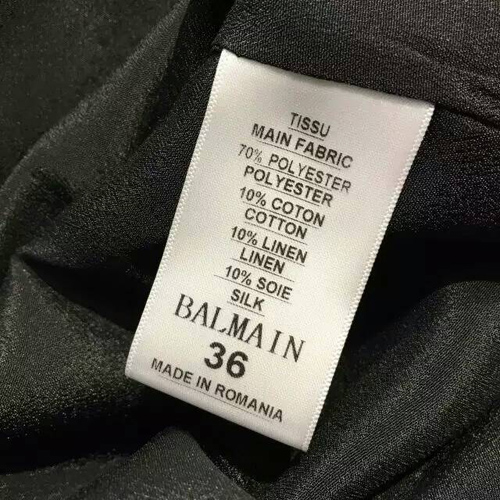 TISSU
MAIN FABRIC
70% POLYESTER
POLYESTER
10% COTON
COTTON
10% LINEN
LINEN
10% SOIE
SILK
BALMAIN
36
MADE IN ROMANIA